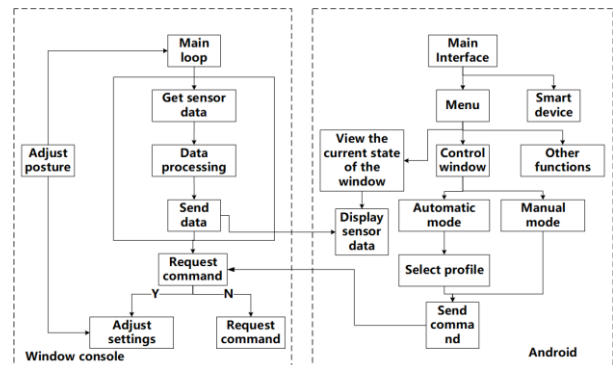 Main
loop
Get sensor
data
Data
processing
Send
data
Adjust
posture
Request
command
Y
N
Adjust
settings
Request
command
Window console
Main
Interface
Menu
Smart
device
View the
current state
of the
window
Control
window
Other
functions
Display
sensor
data
Automatic
mode
Manual
mode
Select profile
Send
comma
nd
Android